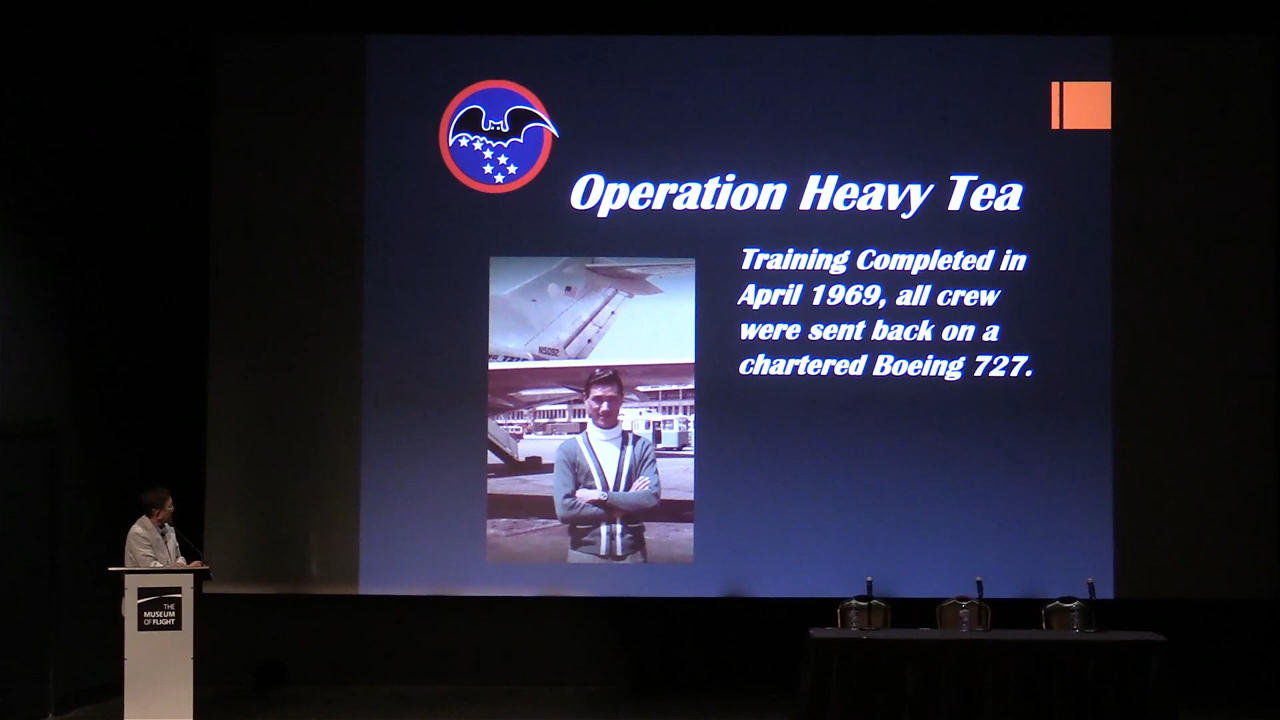 Operation Heavy Tea
Training Completed in
April 1969, all crew
were sent back on a
chartered Boeing 727.
THE
MUSEUM
OF FLIGHT